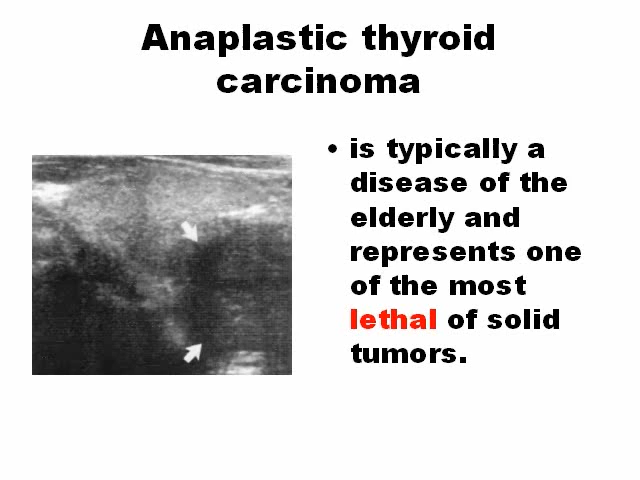 Anaplastic thyroid
carcinoma
• is typically a
disease of the
elderly and
represents one
of the most
lethal of solid
tumors.